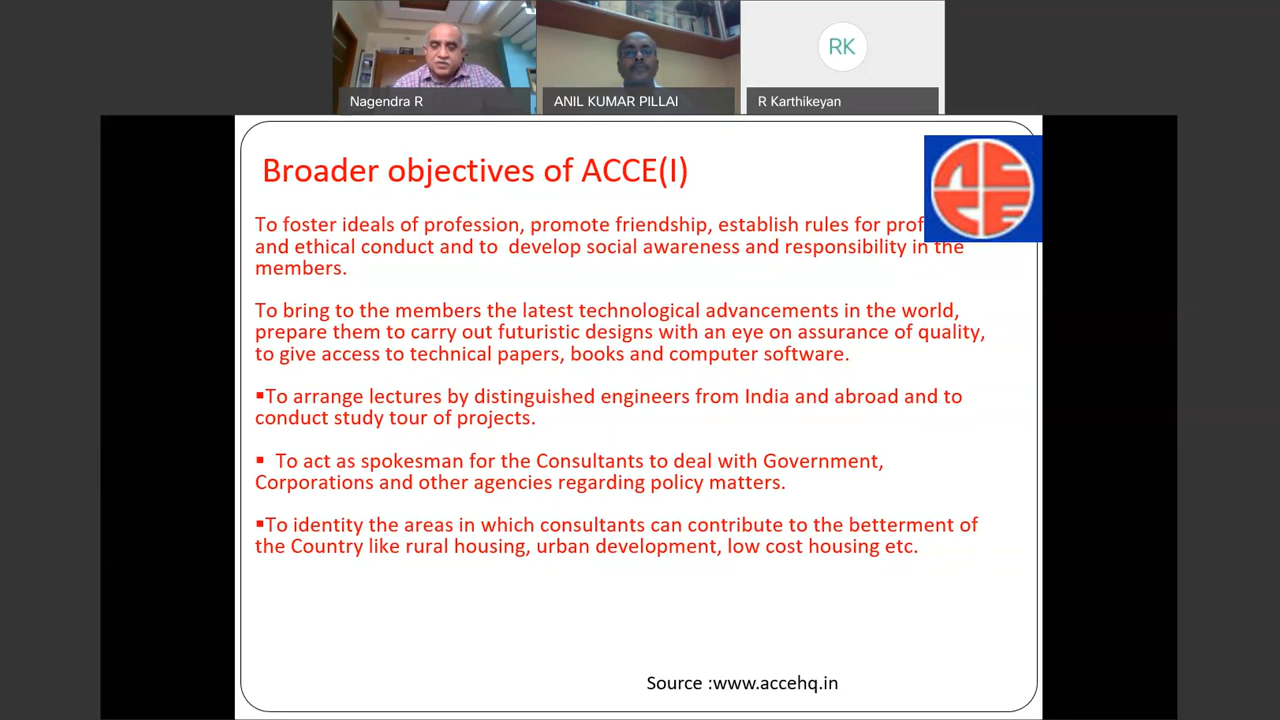 RK
Nagendra R
ANIL KUMAR PILLAI
R Karthikeyan
Broader objectives of ACCE(I)
ACCE
To foster ideals of profession, promote friendship, establish rules for
and ethical conduct and to develop social awareness and responsibility in the
members.
To bring to the members the latest technological advancements in the world,
prepare them to carry out futuristic designs with an eye on assurance of quality,
to give access to technical papers, books and computer software.
▪To arrange lectures by distinguished engineers from India and abroad and to
conduct study tour of projects.
▪ To act as spokesman for the Consultants to deal with Government,
Corporations and other agencies regarding policy matters.
▪To identity the areas in which consultants can contribute to the betterment of
the Country like rural housing, urban development, low cost housing etc.
Source :www.accehq.in